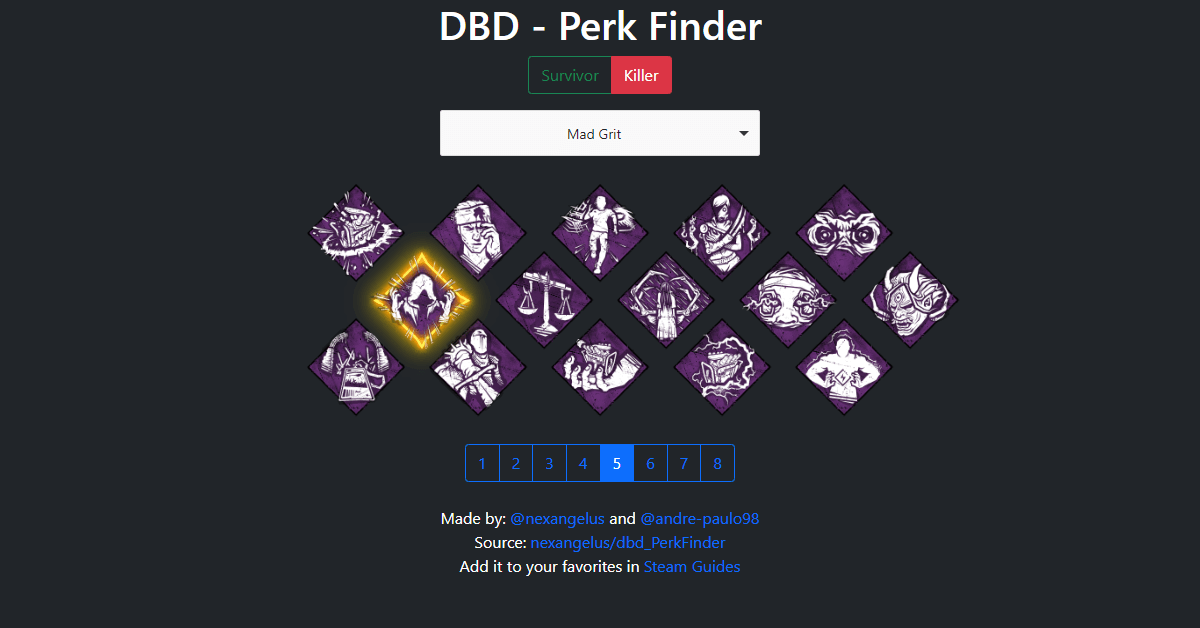 DBD - Perk Finder
Survivor Killer
Mad Grit
1 2 3 4 5 6 7 8
Made by: @nexangelus and @andre-paulo98
Source: nexangelus/dbd_PerkFinder
Add it to your favorites in Steam Guides